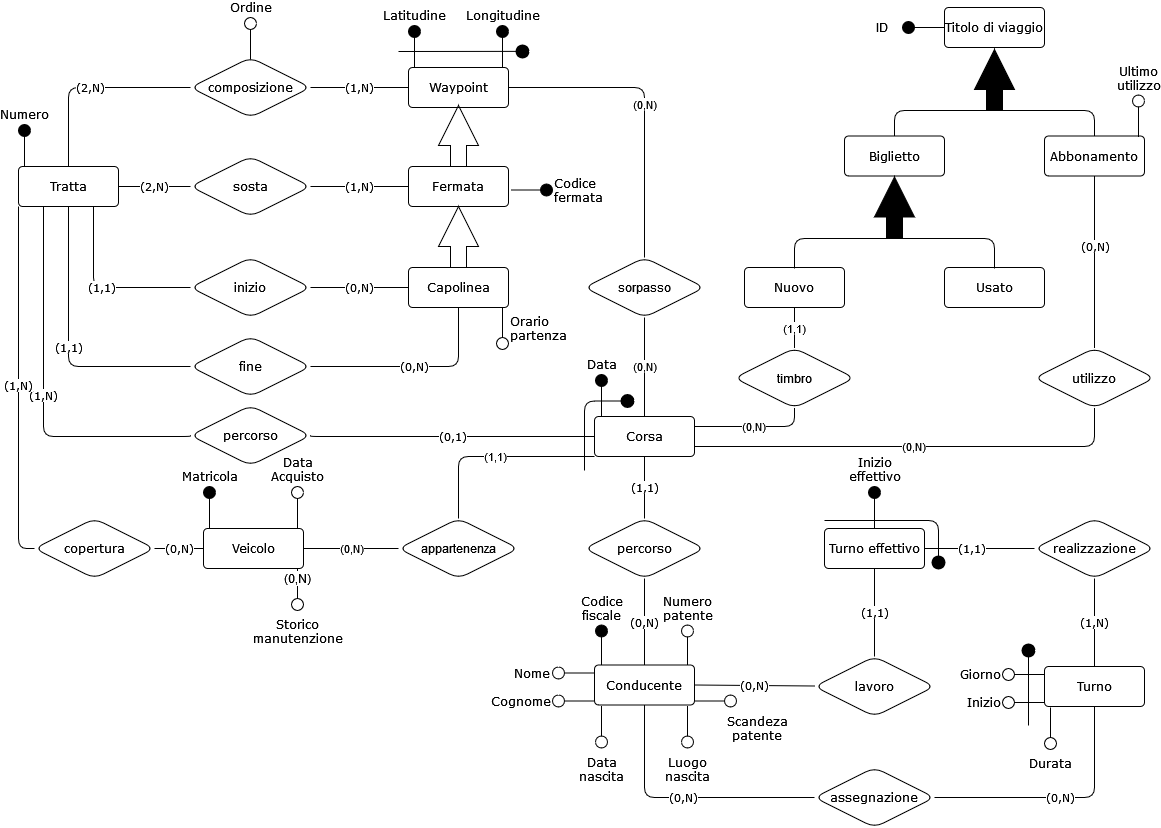 Ordine
Latitudine
Longitudine
ID
Titolo di viaggio
Ultimo
utilizzo
composizione
(2,N)
(1,N)
Waypoint
(0,N)
Numero
Biglietto
Abbonamento
Tratta
(2,N)
sosta
(1,N)
Fermata
Codice
fermata
(0,N)
(1,1)
inizio
(0,N)
Capolinea
sorpasso
Nuovo
Usato
Orario
partenza
(1,1)
(1,1)
fine
(0,N)
(0,N)
Data
timbro
utilizzo
(1,N)
(1,N)
percorso
(0,1)
Corsa
(0,N)
(0,N)
(1,1)
Matricola
Data
Acquisto
Inizio
effettivo
(1,1)
copertura
(0,N)
Veicolo
(0,N)
appartenenza
percorso
Turno effettivo
(1,1)
realizzazione
(0,N)
Storico
manutenzione
Codice
fiscale
Numero
patente
(0,N)
(1,1)
(1,N)
Nome
Cognome
Conducente
(0,N)
lavoro
Giorno
Inizio
Turno
Scandeza
patente
Data
nascita
Luogo
nascita
Durata
(0,N)
assegnazione
(0,N)